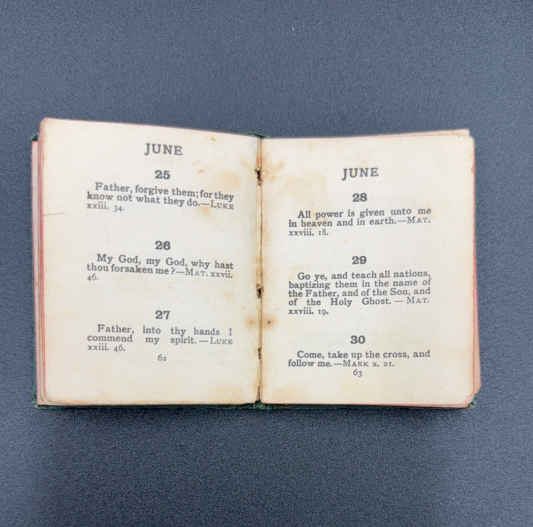 JUNE
25
Father, forgive them; for they
know not what they do.—LUKE
xxiii. 34.
26
My God, my God, why hast
thou forsaken me?—MAT. xxvii.
46.
27
Father, into thy hands I
commend my spirit.—LUKE
xxiii. 46.
62
JUNE
28
All power is given unto me
in heaven and in earth.—MAT.
xxviii. 18.
29
Go ye, and teach all nations,
baptizing them in the name of
the Father, and of the Son, and
of the Holy Ghost.—MAT.
xxviii. 19.
30
Come, take up the cross, and
follow me.—MARK x. 21.
63